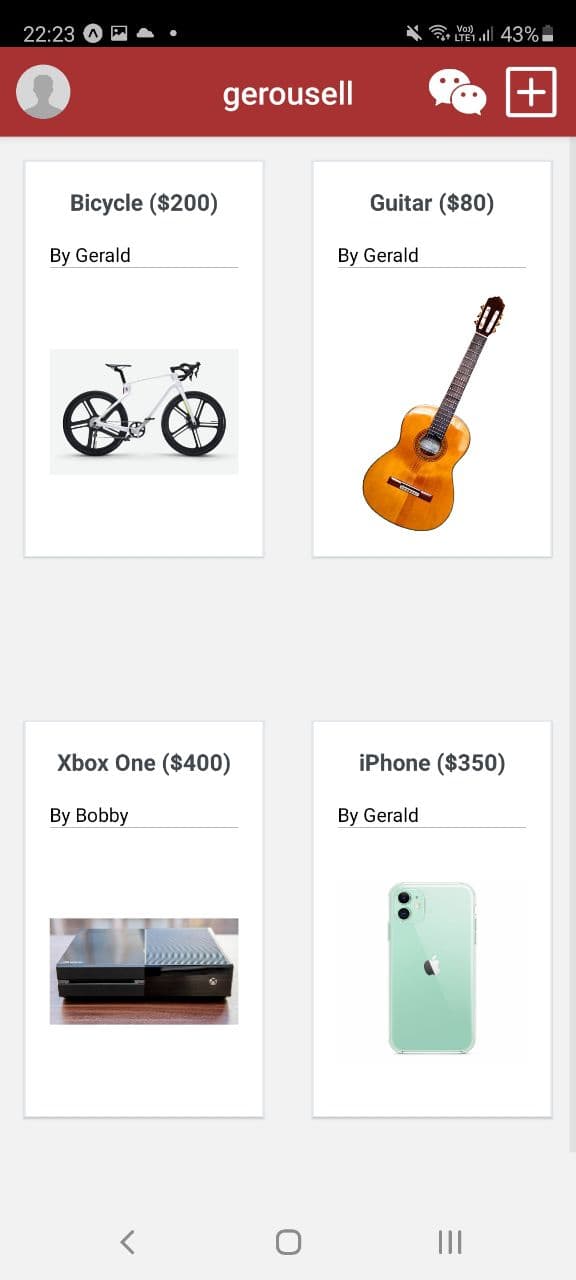 22:23
Vo)) LTE1 43%
gerousell
Bicycle ($200)
By Gerald
Guitar ($80)
By Gerald
Xbox One ($400)
By Bobby
iPhone ($350)
By Gerald